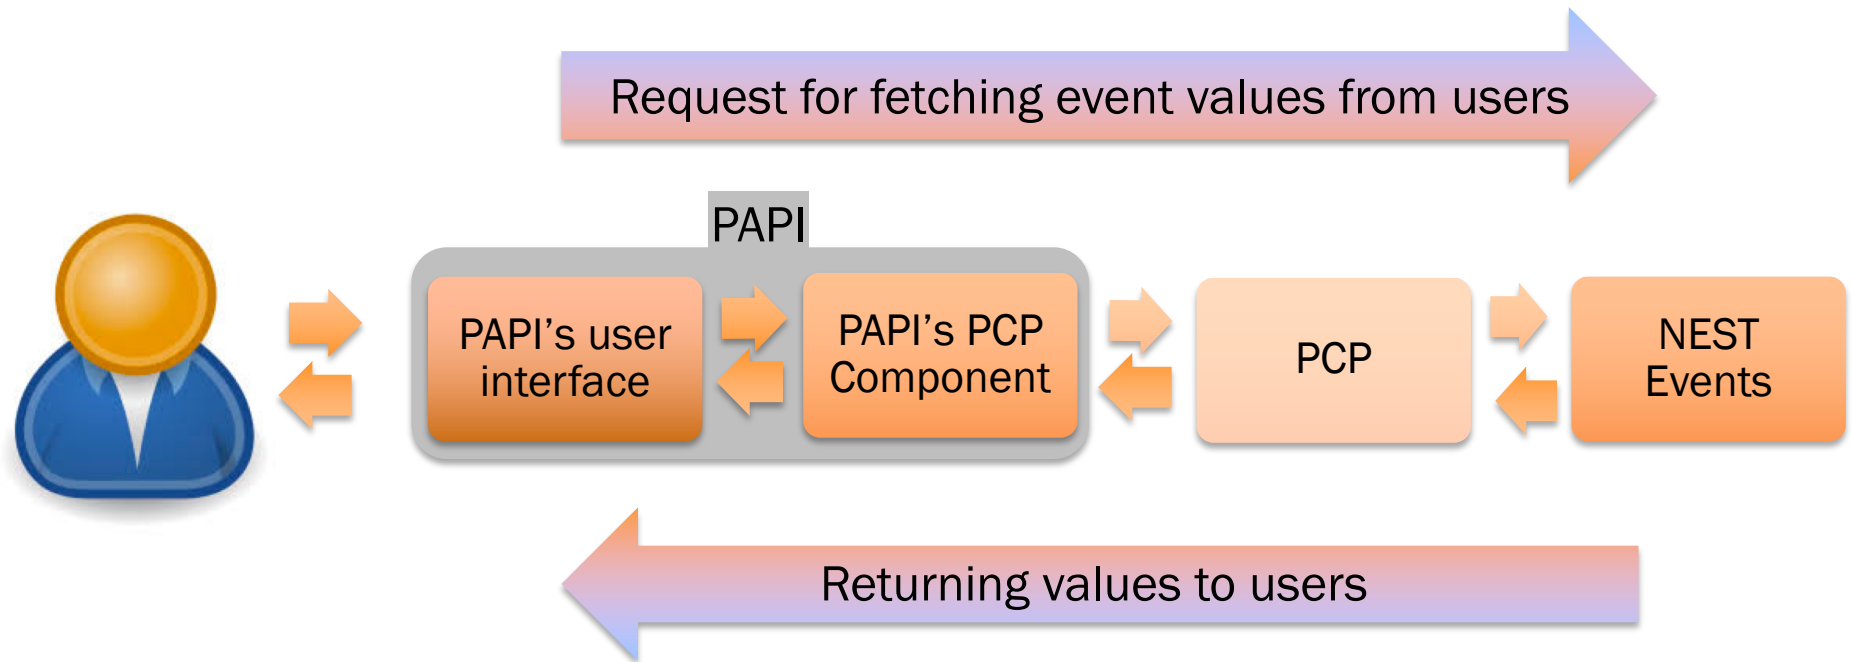 Request for fetching event values from users
PAPI
PAPI’s user
interface
PAPI’s PCP
Component
PCP
NEST
Events
Returning values to users